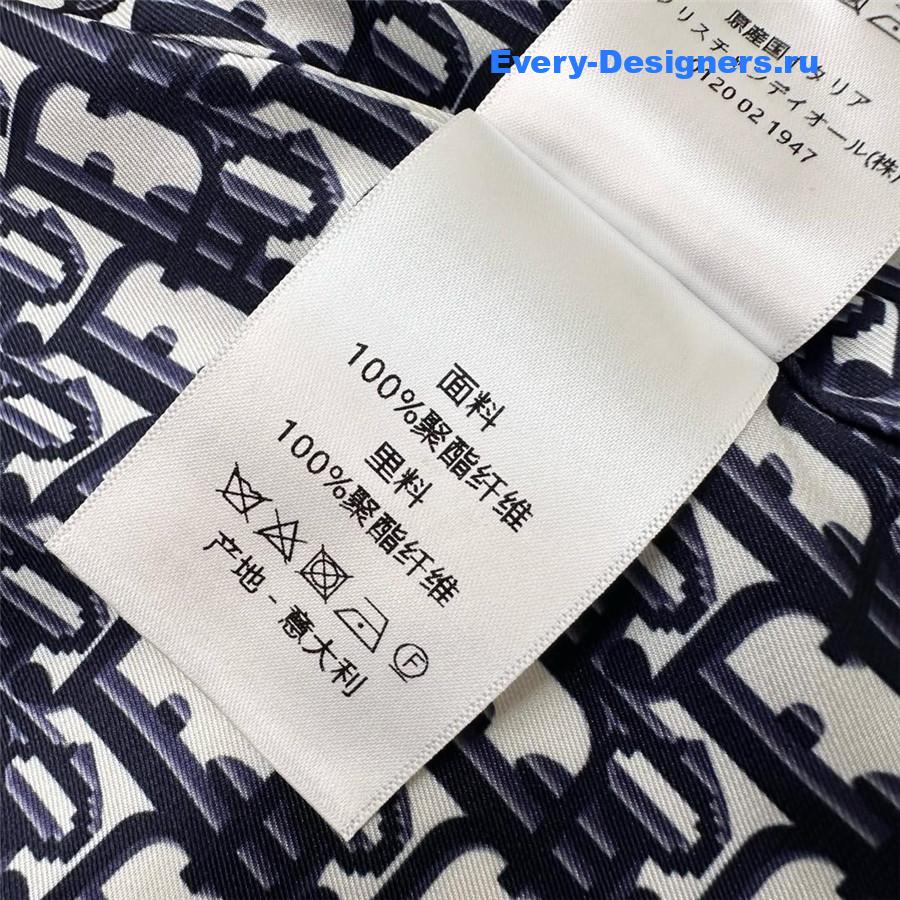 Every-Designers.ru
原産国イタリア
リスチャンディオール(株)
0120 02 1947
面料
100%聚酯纤维
里料
100%聚酯纤维
F
产地 - 意大利